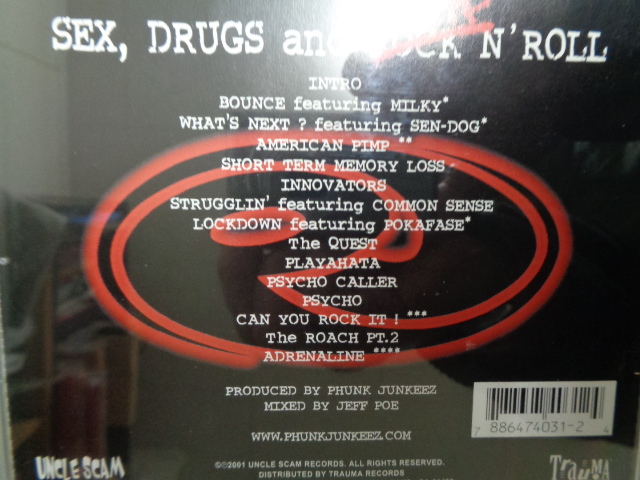 SEX, DRUGS and ROCK N' ROLL
INTRO
BOUNCE featuring MILKY*
WHAT'S NEXT ? featuring SEN-DOG*
AMERICAN PIMP **
SHORT TERM MEMORY LOSS
INNOVATORS
STRUGGLIN' featuring COMMON SENSE
LOCKDOWN featuring POKAFASE*
The QUEST
PLAYAHATA
PSYCHO CALLER
PSYCHO
CAN YOU ROCK IT ! ***
The ROACH PT.2
ADRENALINE ****
PRODUCED BY PHUNK JUNKEEZ
MIXED BY JEFF POE
WWW.PHUNKJUNKEEZ.COM
7 886474031-2 4
UNCLE SCAM
©℗2001 UNCLE SCAM RECORDS. ALL RIGHTS RESERVED.
DISTRIBUTED BY TRAUMA RECORDS
TraumA